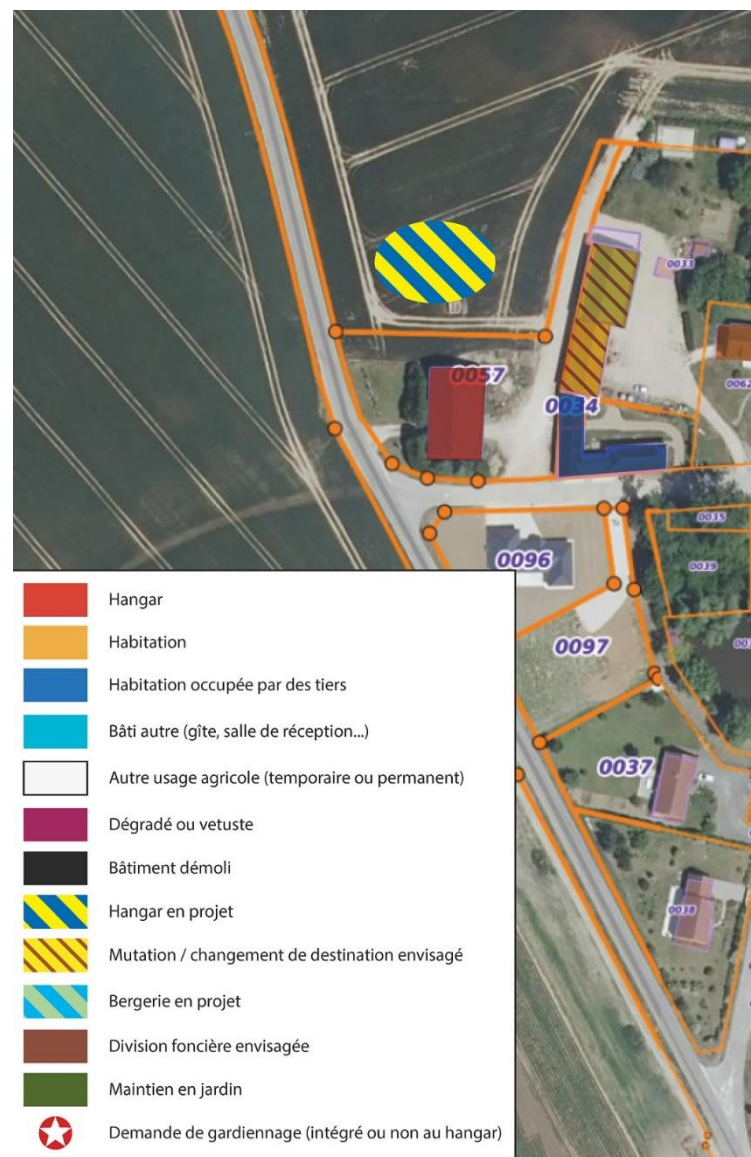 0033
0057
0062
0034
0035
0096
0039
0097
0037
0038
Hangar
Habitation
Habitation occupée par des tiers
Bâti autre (gîte, salle de réception...)
Autre usage agricole (temporaire ou permanent)
Dégradé ou vetuste
Bâtiment démoli
Hangar en projet
Mutation / changement de destination envisagé
Bergerie en projet
Division foncière envisagée
Maintien en jardin
Demande de gardiennage (intégré ou non au hangar)